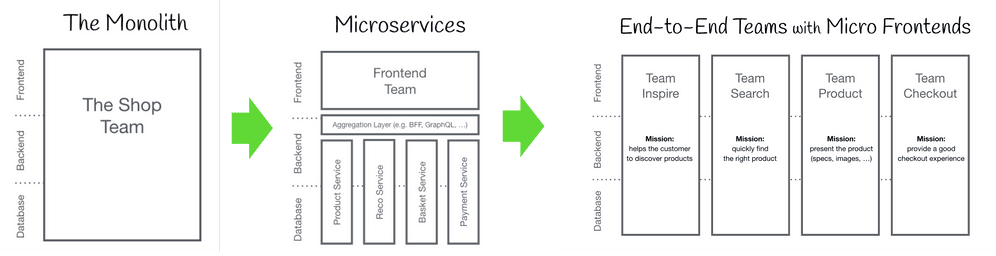 The Monolith
Frontend
Backend
Database
The Shop
Team
Microservices
Frontend
Backend
Database
Frontend
Team
Aggregation Layer (e.g. BFF, GraphQL, ...)
Product Service
Reco Service
Basket Service
Payment Service
End-to-End Teams with Micro Frontends
Frontend
Backend
Database
Team
Inspire
Mission:
helps the customer
to discover products
Team
Search
Mission:
quickly find
the right product
Team
Product
Mission:
present the product
(specs, images, ...)
Team
Checkout
Mission:
provide a good
checkout experience